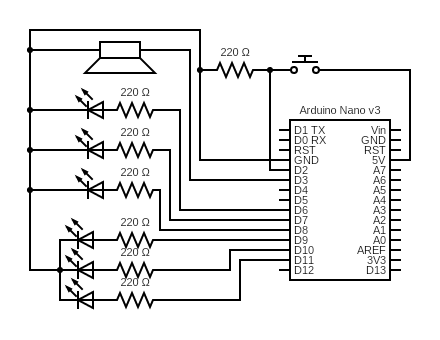 220 Ω
Arduino Nano v3
220 Ω
D1 TX Vin
220 Ω
D0 RX GND
RST RST
GND 5V
D2 A7
220 Ω
D3 A6
D4 A5
D5 A4
D6 A3
220 Ω
D7 A2
D8 A1
D9 A0
220 Ω
D10 AREF
D11 3V3
D12 D13
220 Ω